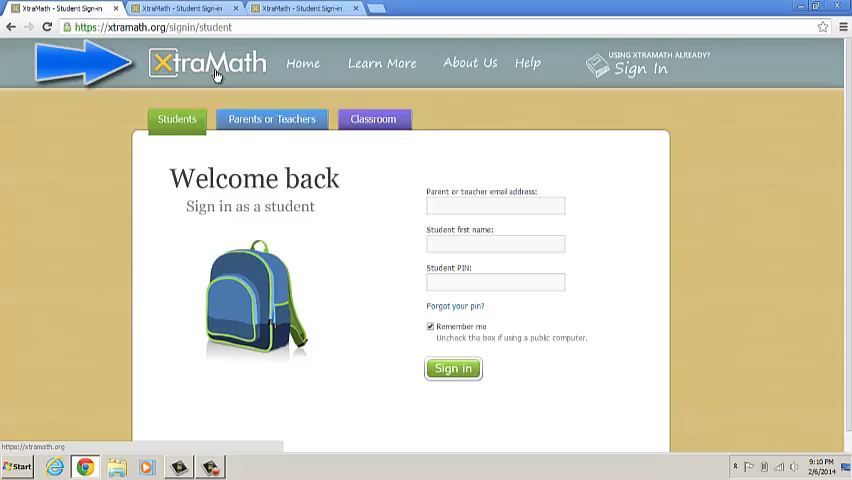 XtraMath - Student Sign-in XtraMath - Student Sign-in XtraMath - Student Sign-in
https://xtramath.org/signin/student
XtraMath Home Learn More About Us Help
USING XTRAMATH ALREADY?
Sign In
Students Parents or Teachers Classroom
Welcome back
Sign in as a student
Parent or teacher email address:
Student first name:
Student PIN:
Forgot your pin?
Remember me
Uncheck this box if using a public computer.
Sign in
https://xtramath.org
Start
9:10 PM
2/6/2014